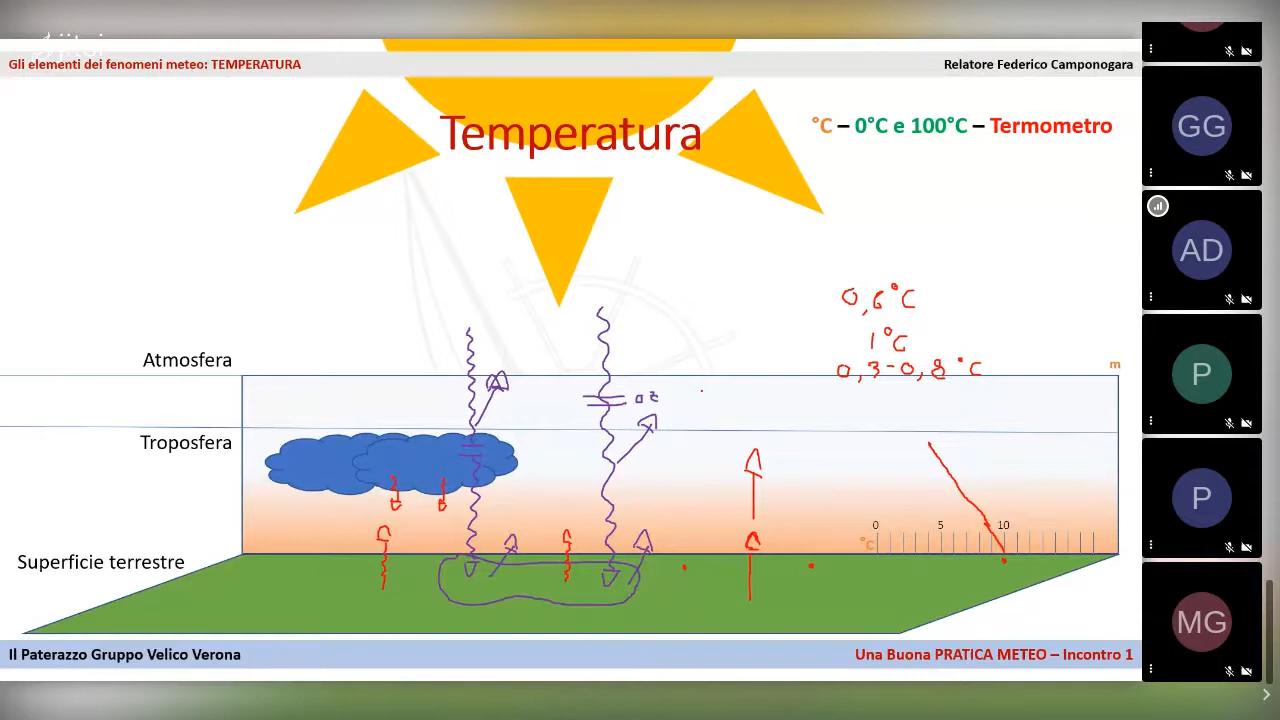 Gli elementi dei fenomeni meteo: TEMPERATURA
Relatore Federico Camponogara
Temperatura
°C – 0°C e 100°C – Termometro
0,6°C
1°C
0,3-0,8°C
Atmosfera
m
Troposfera
0 5 10
°C
Superficie terrestre
Il Paterazzo Gruppo Velico Verona
Una Buona PRATICA METEO – Incontro 1
GG
AD
P
P
MG